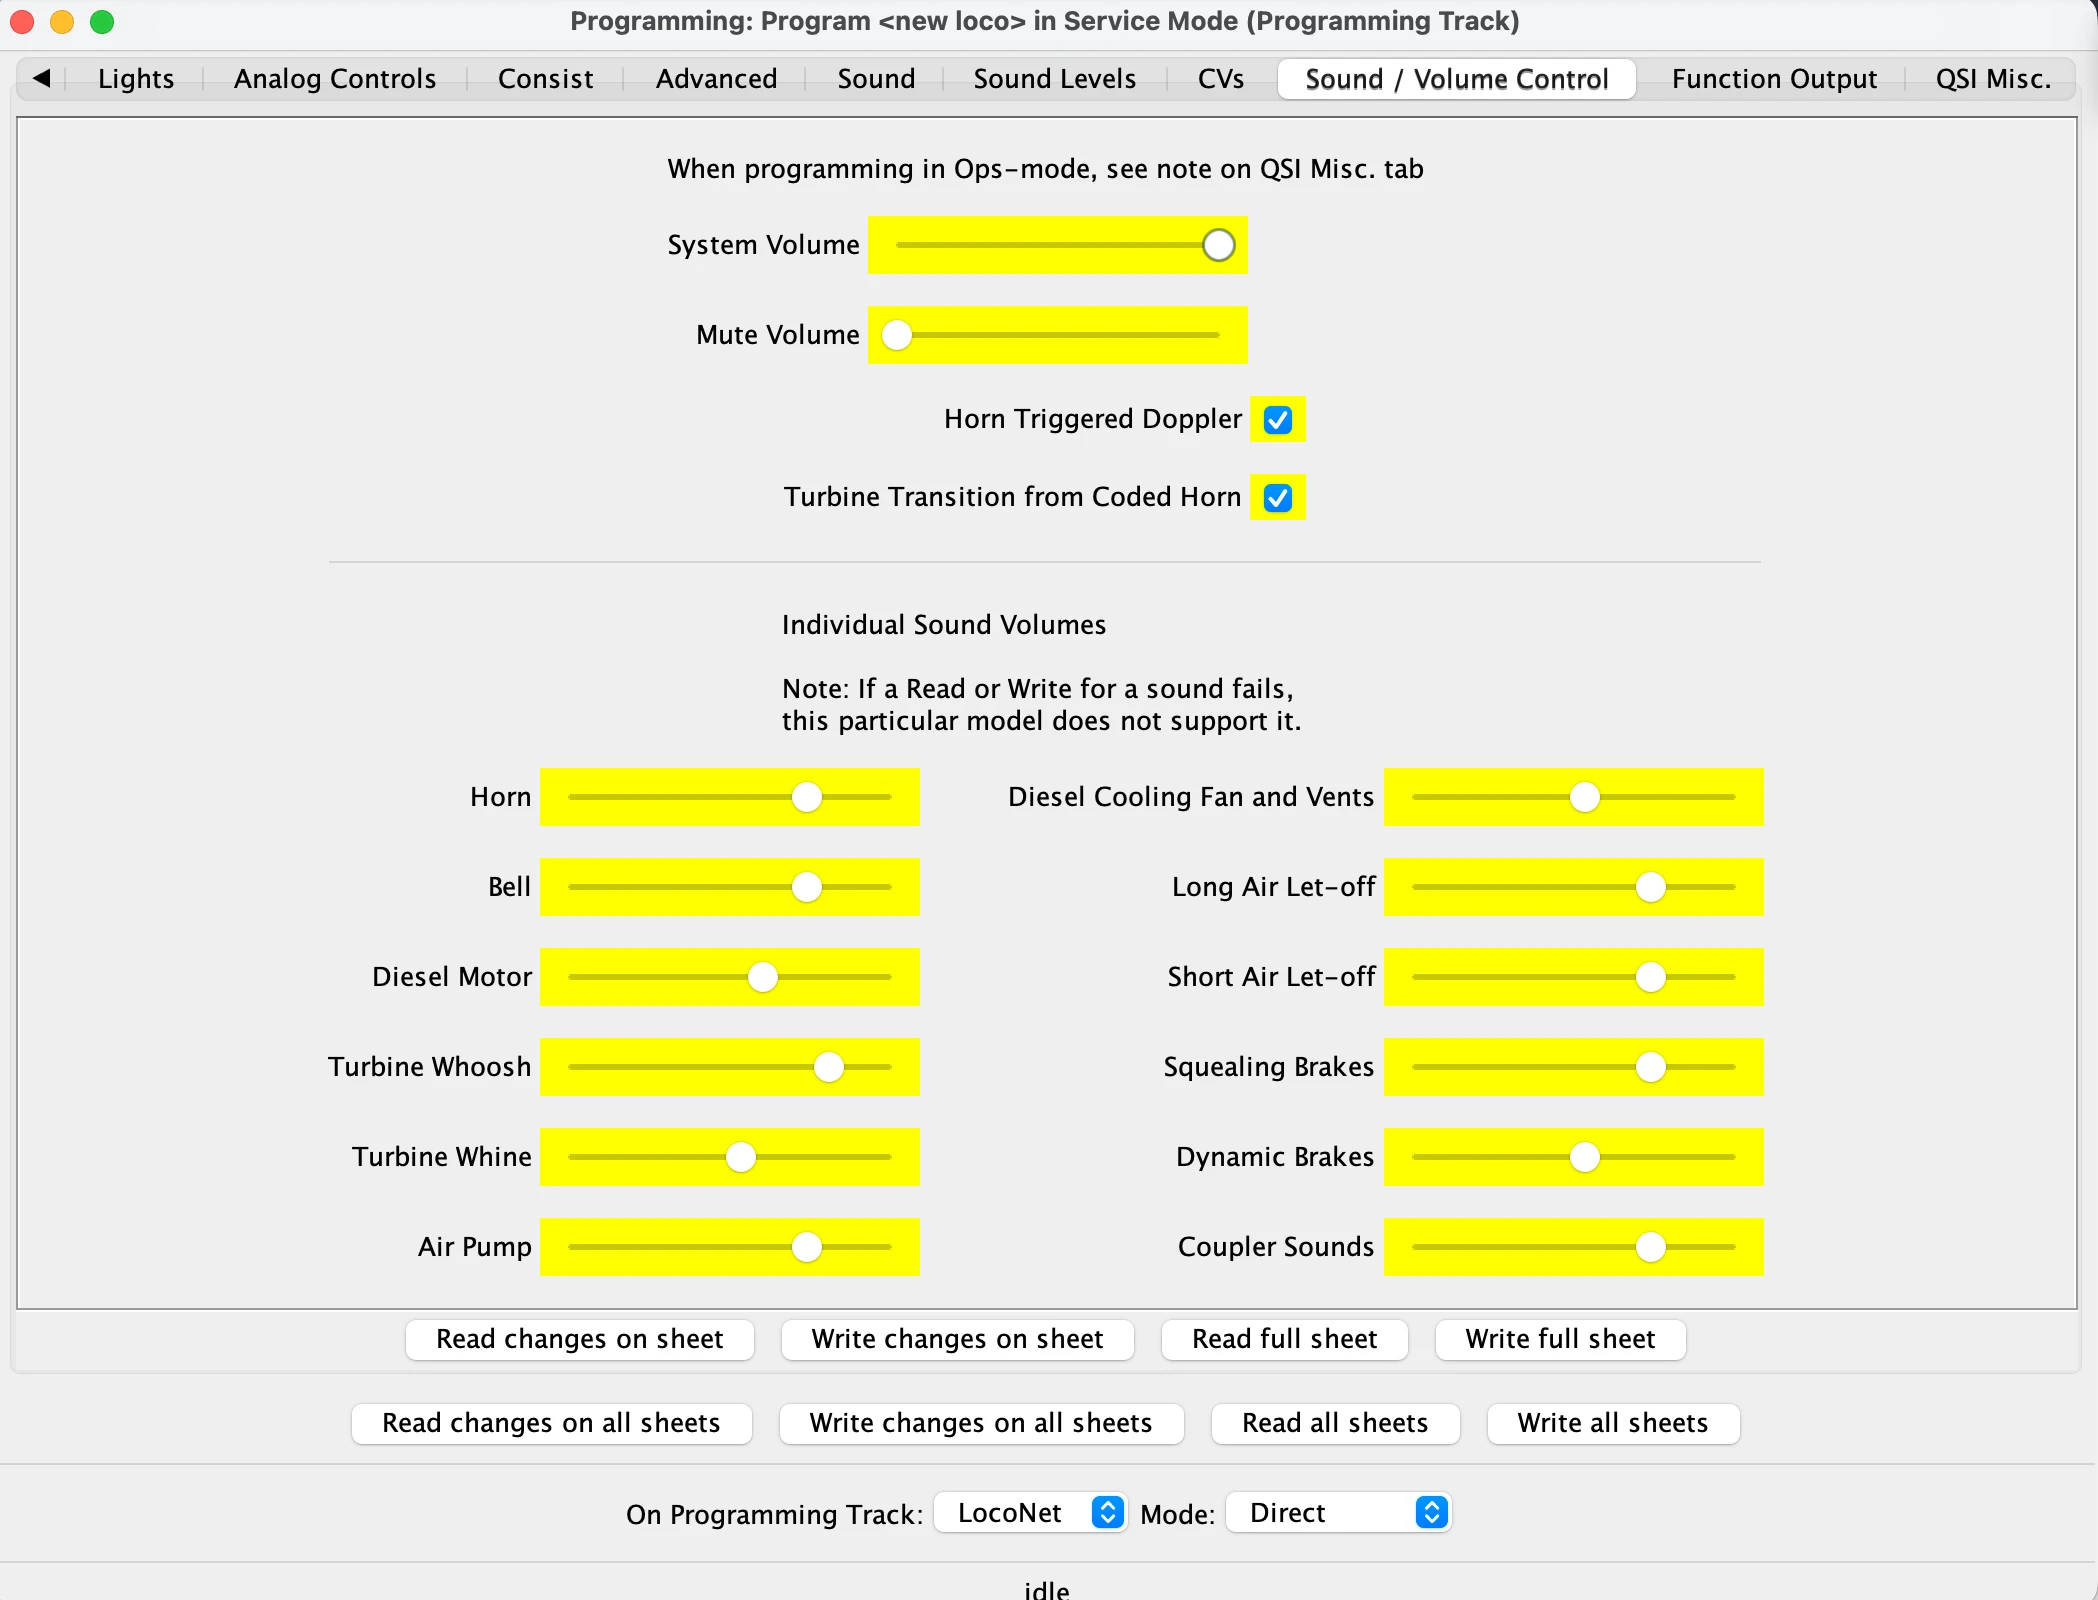 Programming: Program <new loco> in Service Mode (Programming Track)
Lights Analog Controls Consist Advanced Sound Sound Levels CVs Sound / Volume Control Function Output QSI Misc.
When programming in Ops-mode, see note on QSI Misc. tab
System Volume
Mute Volume
Horn Triggered Doppler
Turbine Transition from Coded Horn
Individual Sound Volumes
Note: If a Read or Write for a sound fails,
this particular model does not support it.
Horn Diesel Cooling Fan and Vents
Bell Long Air Let-off
Diesel Motor Short Air Let-off
Turbine Whoosh Squealing Brakes
Turbine Whine Dynamic Brakes
Air Pump Coupler Sounds
Read changes on sheet Write changes on sheet Read full sheet Write full sheet
Read changes on all sheets Write changes on all sheets Read all sheets Write all sheets
On Programming Track: LocoNet Mode: Direct
idle